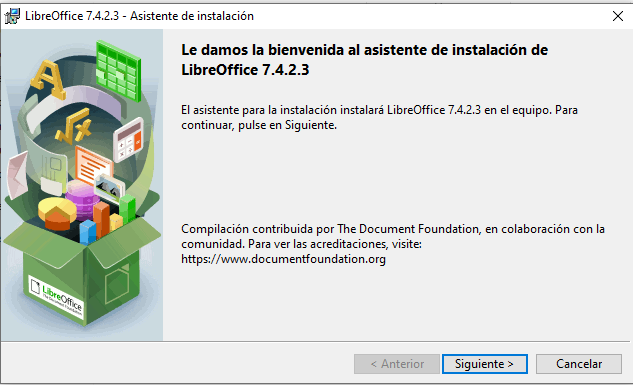 LibreOffice 7.4.2.3 - Asistente de instalación
Le damos la bienvenida al asistente de instalación de
LibreOffice 7.4.2.3
El asistente para la instalación instalará LibreOffice 7.4.2.3 en el equipo. Para
continuar, pulse en Siguiente.
Compilación contribuida por The Document Foundation, en colaboración con la
comunidad. Para ver las acreditaciones, visite:
https://www.documentfoundation.org
A
√x
LibreOffice
The Document Foundation
< Anterior
Siguiente >
Cancelar